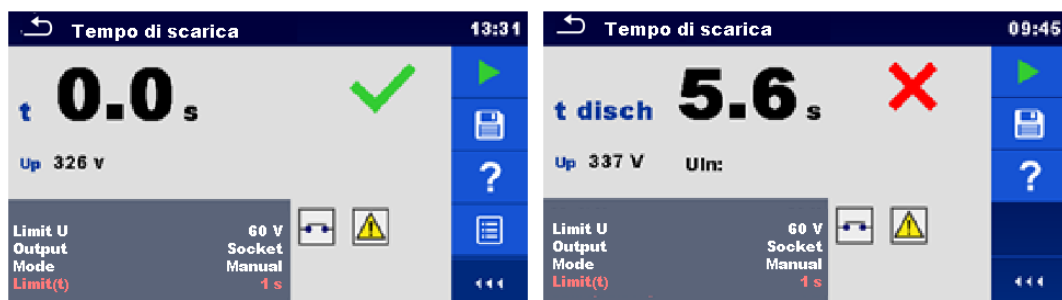 Tempo di scarica 13:31
t 0.0 s
Up 326 V
?
Limit U 60 V
Output Socket
Mode Manual
Limit(t) 1 s
Tempo di scarica 09:45
t disch 5.6 s
Up 337 V Uln:
?
Limit U 60 V
Output Socket
Mode Manual
Limit(t) 1 s